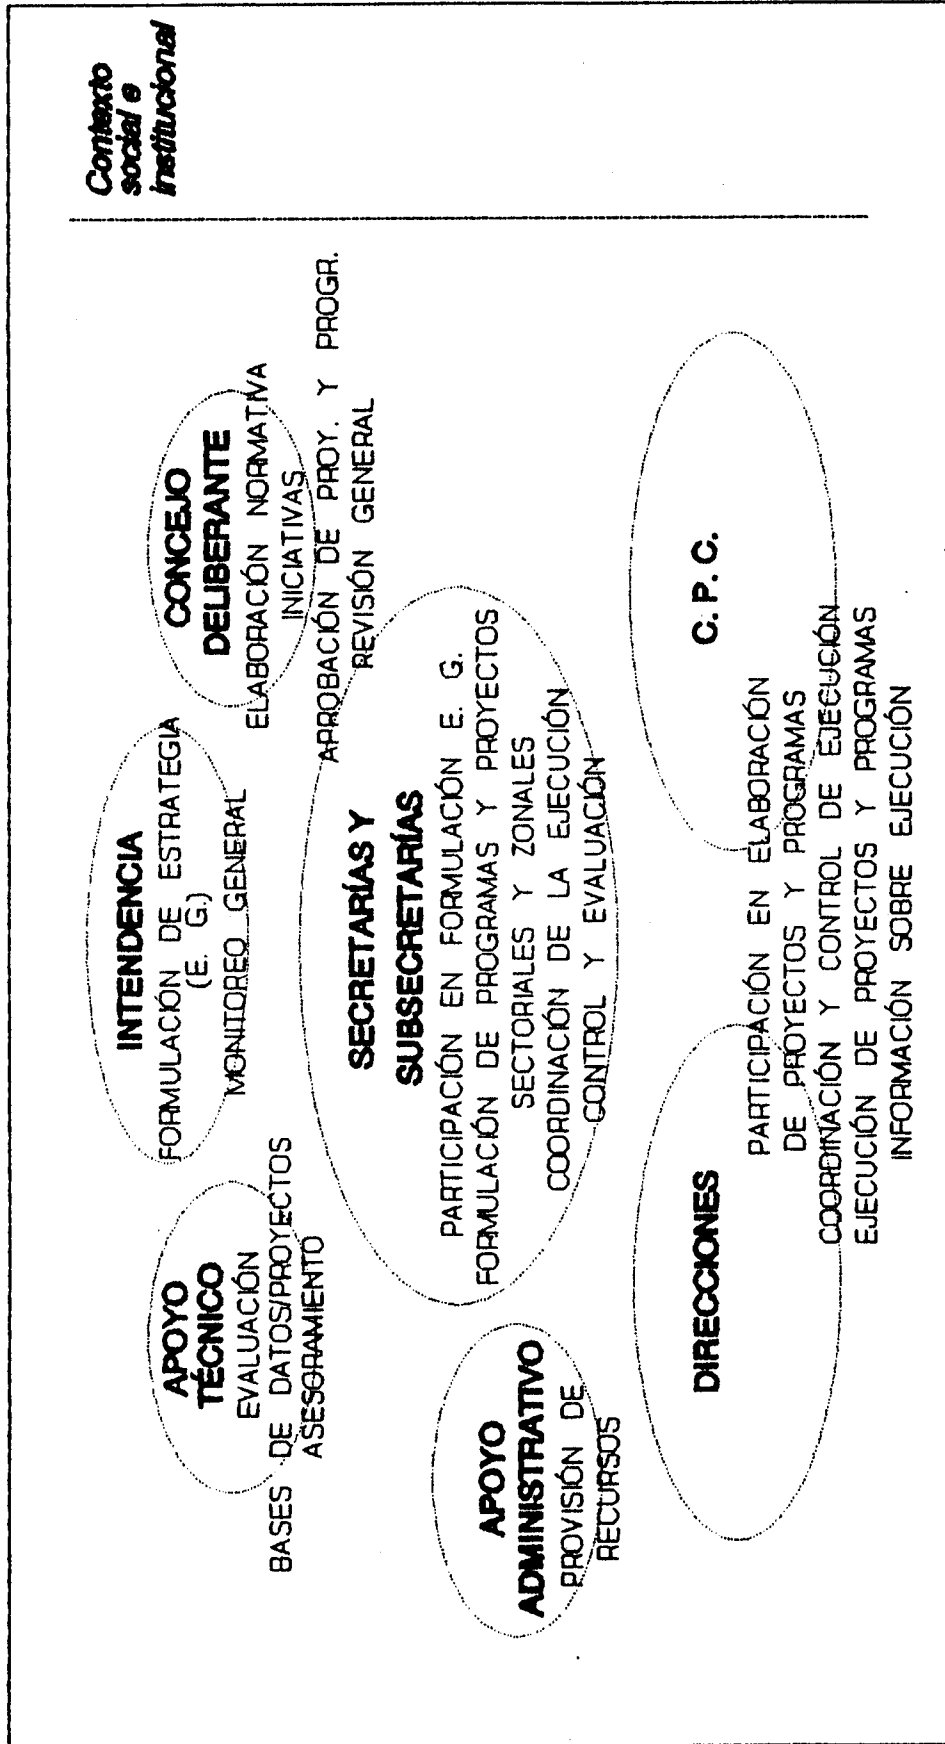 Contexto
social e
institucional
INTENDENCIA
FORMULACIÓN DE ESTRATEGIA
(E. G.)
MONITOREO GENERAL
APOYO
TÉCNICO
EVALUACIÓN
BASES DE DATOS/PROYECTOS
ASESORAMIENTO
CONCEJO
DELIBERANTE
ELABORACIÓN NORMATIVA
INICIATIVAS
APROBACIÓN DE PROY. Y PROGR.
REVISIÓN GENERAL
SECRETARÍAS Y
SUBSECRETARÍAS
PARTICIPACIÓN EN FORMULACIÓN E. G.
FORMULACIÓN DE PROGRAMAS Y PROYECTOS
SECTORIALES Y ZONALES
COORDINACIÓN DE LA EJECUCIÓN
CONTROL Y EVALUACIÓN
APOYO
ADMINISTRATIVO
PROVISIÓN DE
RECURSOS
DIRECCIONES
C. P. C.
PARTICIPACIÓN EN ELABORACIÓN
DE PROYECTOS Y PROGRAMAS
COORDINACIÓN Y CONTROL DE EJECUCIÓN
EJECUCIÓN DE PROYECTOS Y PROGRAMAS
INFORMACIÓN SOBRE EJECUCIÓN